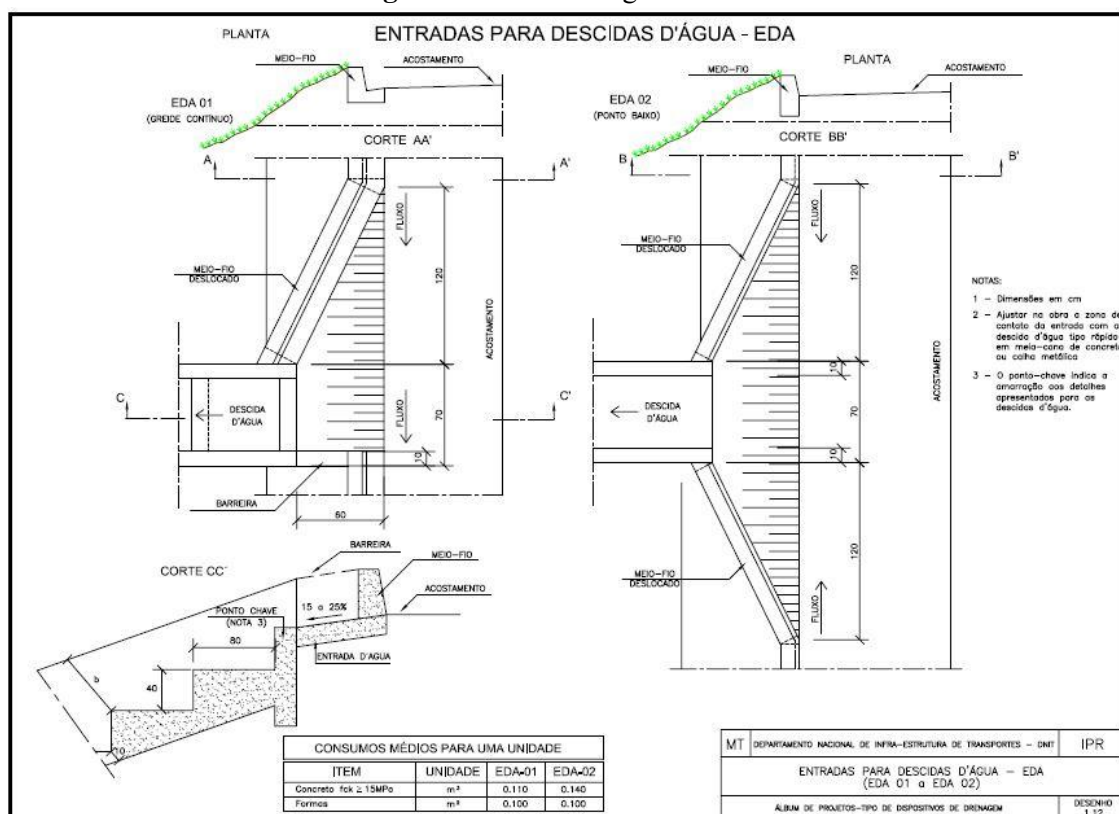 ENTRADAS PARA DESCIDAS D'ÁGUA - EDA
PLANTA
MEIO-FIO
ACOSTAMENTO
EDA 01
(GREIDE CONTÍNUO)
CORTE AA'
A
A'
FLUXO
MEIO-FIO
DESLOCADO
120
ACOSTAMENTO
C
C'
DESCIDA
D'ÁGUA
FLUXO
70
10
BARREIRA
60
PLANTA
MEIO-FIO
ACOSTAMENTO
EDA 02
(PONTO BAIXO)
CORTE BB'
B
B'
FLUXO
MEIO-FIO
DESLOCADO
120
10
DESCIDA
D'ÁGUA
70
10
ACOSTAMENTO
MEIO-FIO
DESLOCADO
120
FLUXO
NOTAS:
1 - Dimensões em cm
2 - Ajustar na obra a zona de
contato da entrada com a
descida d'água tipo rápido
em meia-cana de concreto
ou calha metálica
3 - O ponto-chave indica a
amarração aos detalhes
apresentados para as
descidas d'água.
CORTE CC'
BARREIRA
MEIO-FIO
ACOSTAMENTO
15 a 25%
PONTO CHAVE
(NOTA 3)
80
ENTRADA D'AGUA
40
b
10
CONSUMOS MÉDIOS PARA UMA UNIDADE
ITEM UNIDADE EDA-01 EDA-02
Concreto fck ≥ 15MPa m³ 0.110 0.140
Formas 0.100 0.100
MT DEPARTAMENTO NACIONAL DE INFRA-ESTRUTURA DE TRANSPORTES - DNIT IPR
ENTRADAS PARA DESCIDAS D'ÁGUA - EDA
(EDA 01 a EDA 02)
ÁLBUM DE PROJETOS-TIPO DE DISPOSITIVOS DE DRENAGEM
DESENHO
1.12